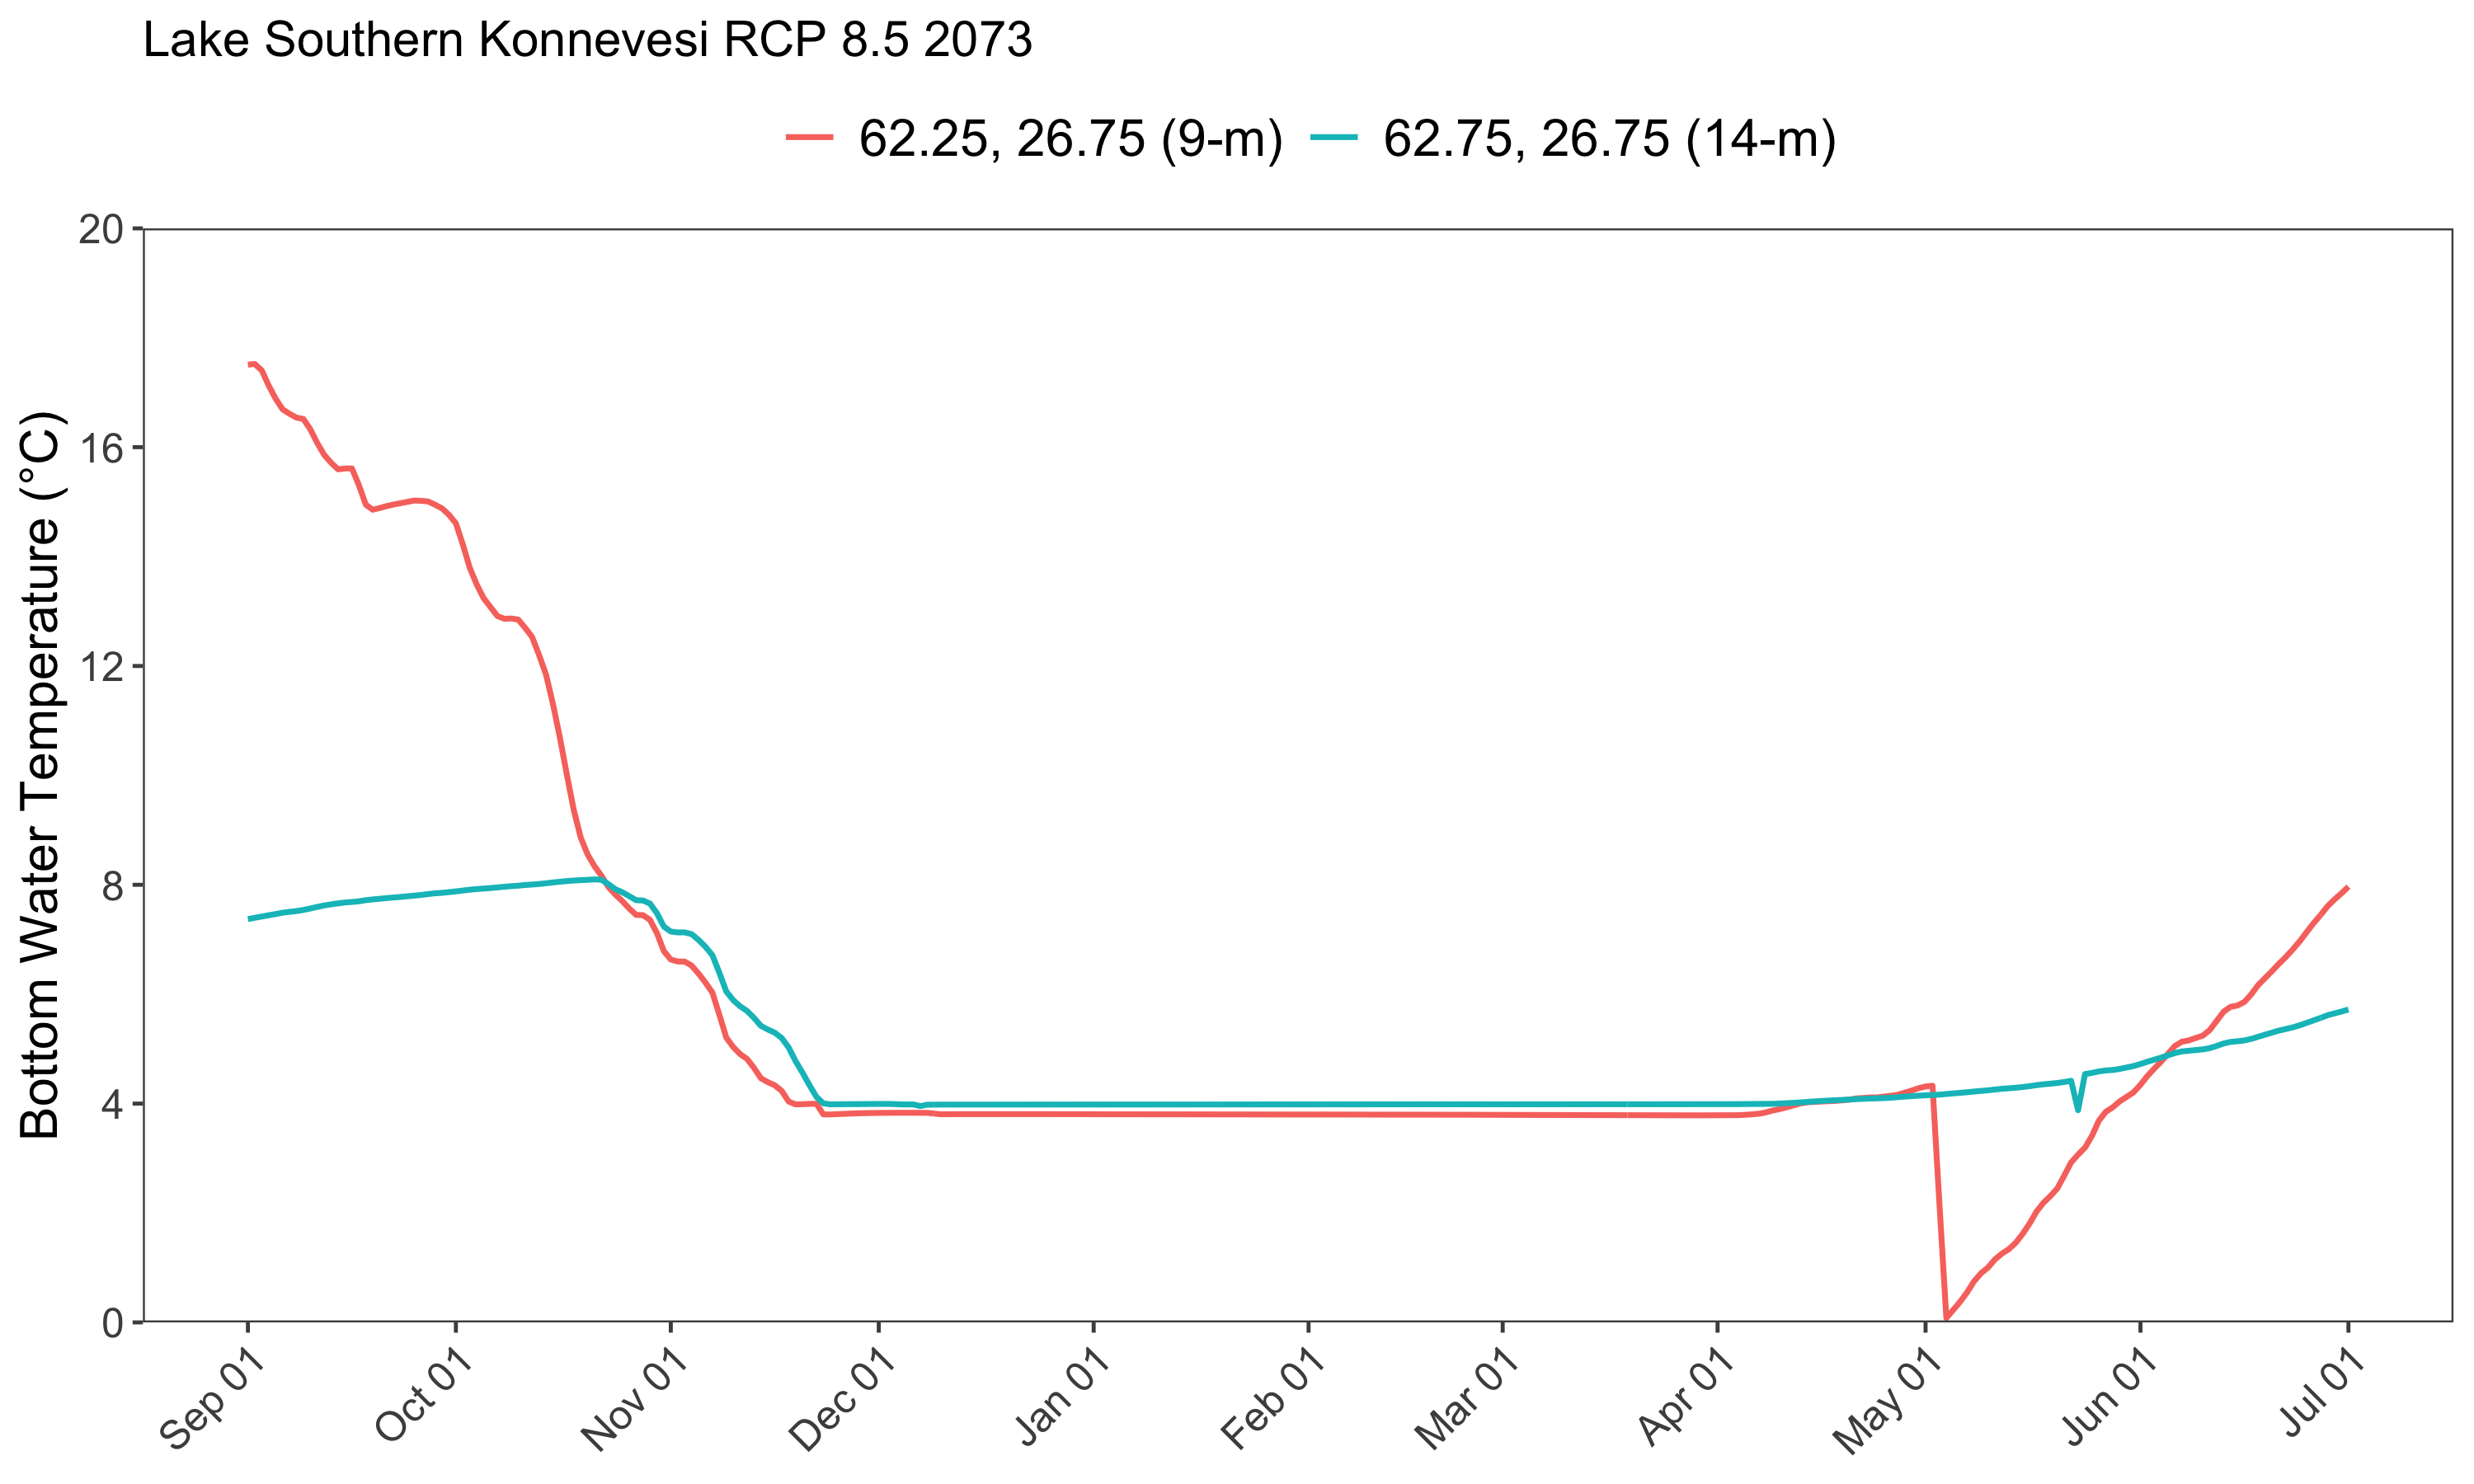 Lake Southern Konnevesi RCP 8.5 2073
62.25, 26.75 (9-m) 62.75, 26.75 (14-m)
Bottom Water Temperature (°C)
20
16
12
8
4
0
Sep 01 Oct 01 Nov 01 Dec 01 Jan 01 Feb 01 Mar 01 Apr 01 May 01 Jun 01 Jul 01